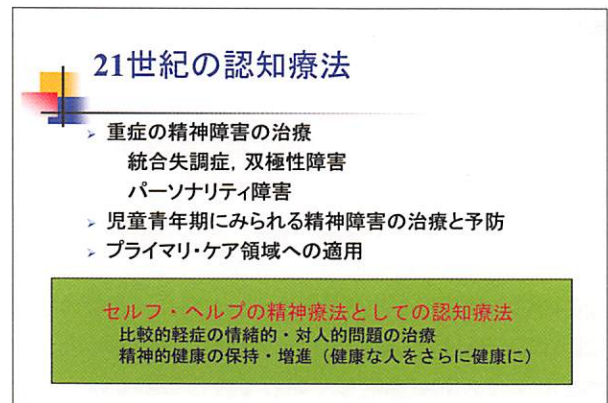 21世紀の認知療法
重症の精神障害の治療
統合失調症, 双極性障害
パーソナリティ障害
児童青年期にみられる精神障害の治療と予防
プライマリ・ケア領域への適用
セルフ・ヘルプの精神療法としての認知療法
比較的軽症の情緒的・対人的問題の治療
精神的健康の保持・増進（健康な人をさらに健康に）